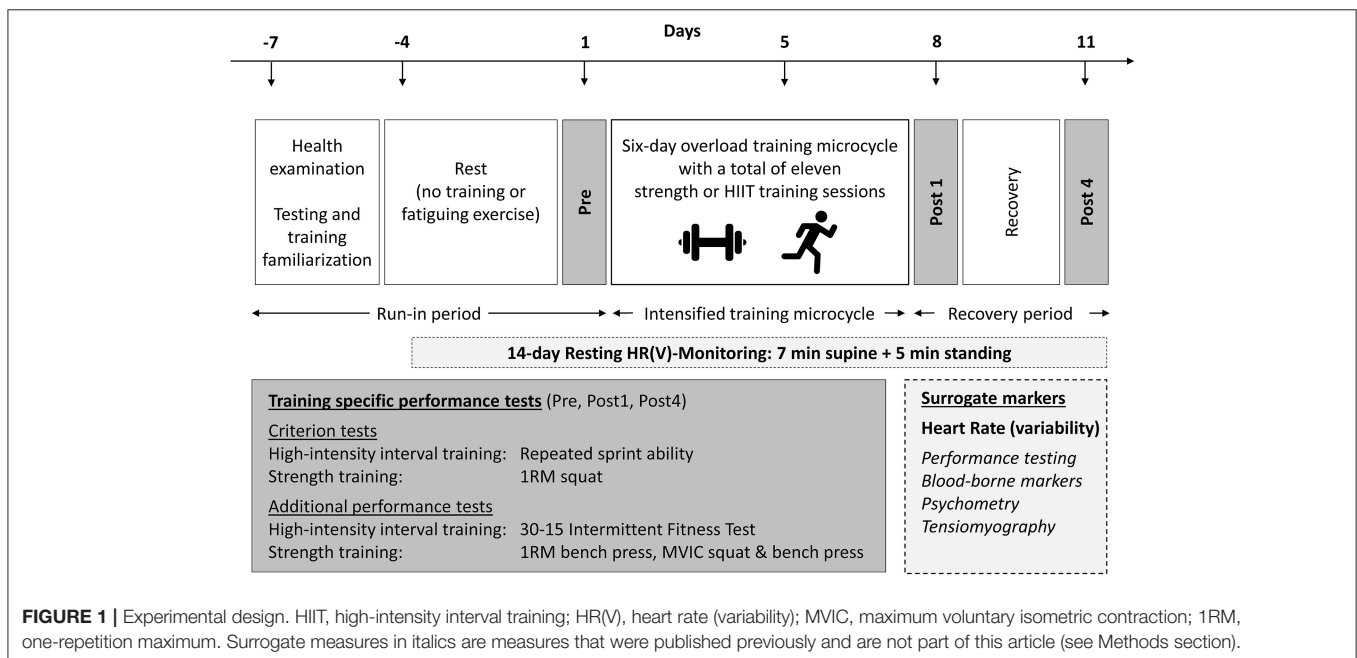 Days
-7 -4 1 5 8 11
Health
examination
Testing and
training
familiarization
Rest
(no training or
fatiguing exercise)
Pre
Six-day overload training microcycle
with a total of eleven
strength or HIIT training sessions
Post 1
Recovery
Post 4
Run-in period
Intensified training microcycle
Recovery period
14-day Resting HR(V)-Monitoring: 7 min supine + 5 min standing
Training specific performance tests (Pre, Post1, Post4)
Criterion tests
High-intensity interval training: Repeated sprint ability
Strength training: 1RM squat
Additional performance tests
High-intensity interval training: 30-15 Intermittent Fitness Test
Strength training: 1RM bench press, MVIC squat & bench press
Surrogate markers
Heart Rate (variability)
Performance testing
Blood-borne markers
Psychometry
Tensiomyography
FIGURE 1 | Experimental design. HIIT, high-intensity interval training; HR(V), heart rate (variability); MVIC, maximum voluntary isometric contraction; 1RM,
one-repetition maximum. Surrogate measures in italics are measures that were published previously and are not part of this article (see Methods section).